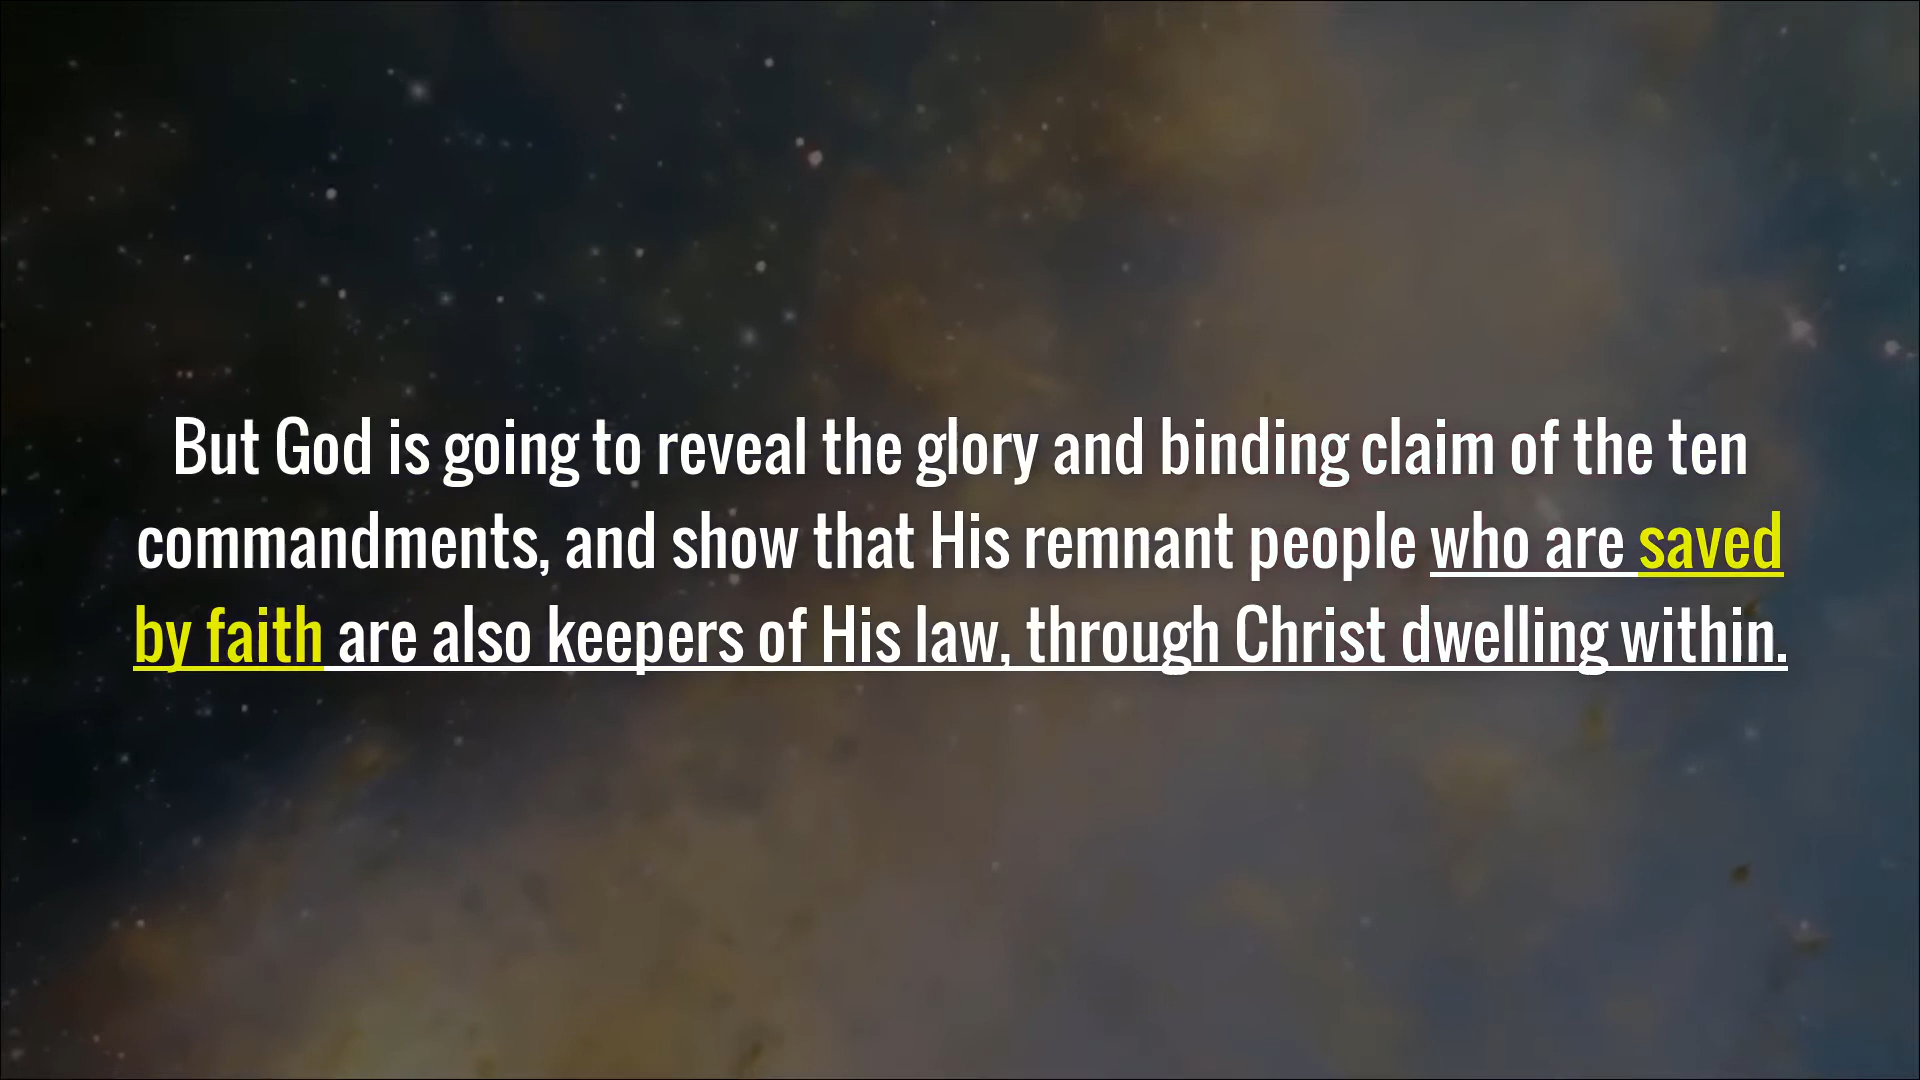 But God is going to reveal the glory and binding claim of the ten
commandments, and show that His remnant people who are saved
by faith are also keepers of His law, through Christ dwelling within.